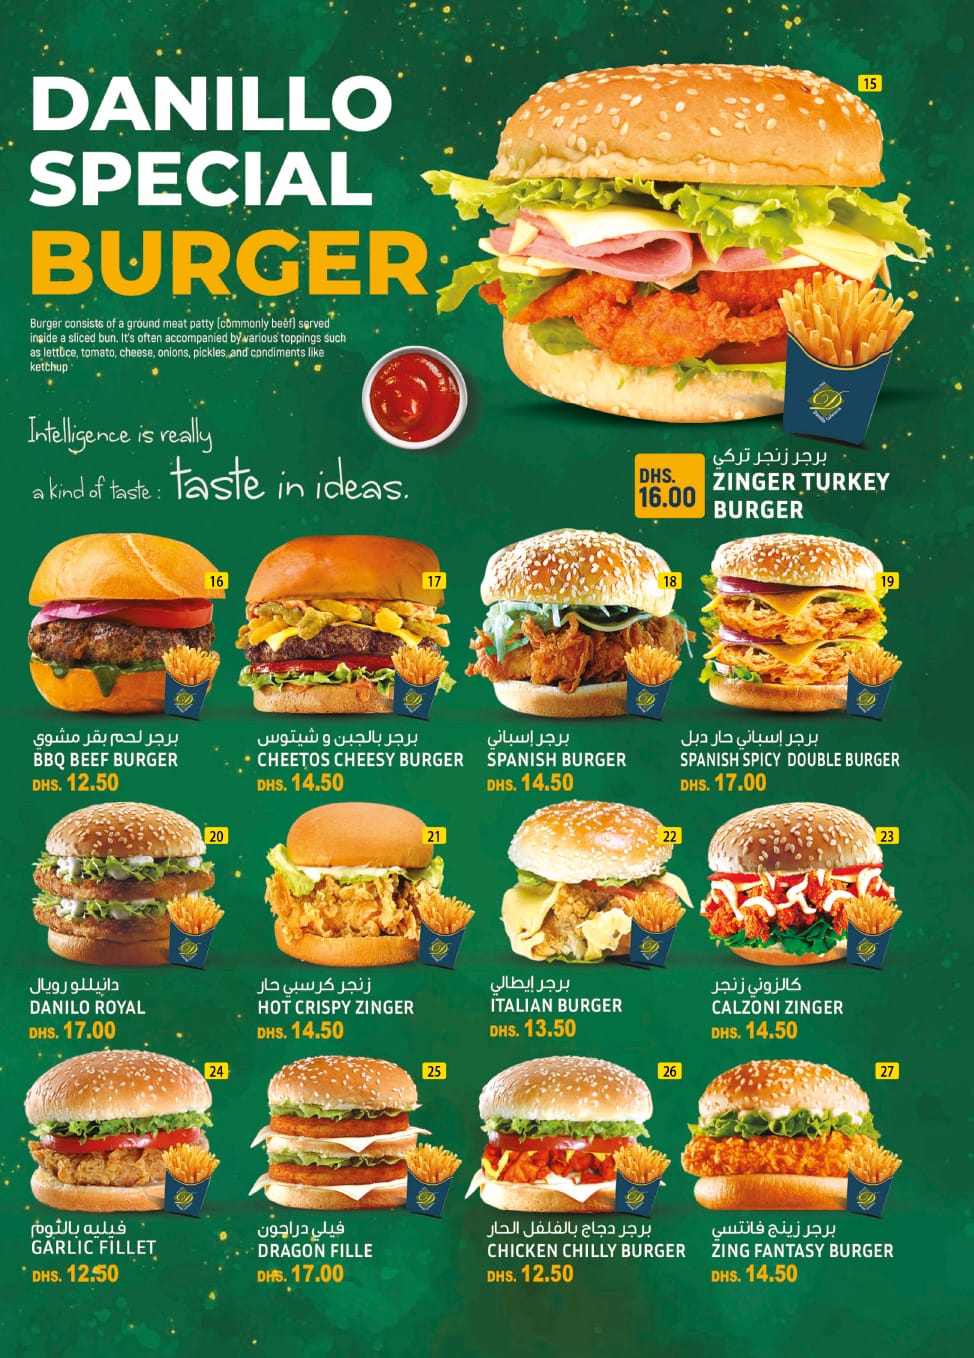 DANILLO
SPECIAL
BURGER
Burger consists of a ground meat patty (commonly beef) served
inside a sliced bun. It's often accompanied by various toppings such
as lettuce, tomato, cheese, onions, pickles, and condiments like
ketchup
Intelligence is really
a kind of taste : taste in ideas.
15
DHS.
16.00
برجر زنجر تركي
ZINGER TURKEY
BURGER
16
برجر لحم بقر مشوي
BBQ BEEF BURGER
DHS. 12.50
17
برجر بالجبن و شيتوس
CHEETOS CHEESY BURGER
DHS. 14.50
18
برجر إسباني
SPANISH BURGER
DHS. 14.50
19
برجر إسباني حار دبل
SPANISH SPICY DOUBLE BURGER
DHS. 17.00
20
دانيللو رويال
DANILO ROYAL
DHS. 17.00
21
زنجر كرسبي حار
HOT CRISPY ZINGER
DHS. 14.50
22
برجر إيطالي
ITALIAN BURGER
DHS. 13.50
23
كالزوني زنجر
CALZONI ZINGER
DHS. 14.50
24
فيليه بالثوم
GARLIC FILLET
DHS. 12.50
25
فيلي دراجون
DRAGON FILLE
DHS. 17.00
26
برجر دجاج بالفلفل الحار
CHICKEN CHILLY BURGER
DHS. 12.50
27
برجر زينج فانتسي
ZING FANTASY BURGER
DHS. 14.50